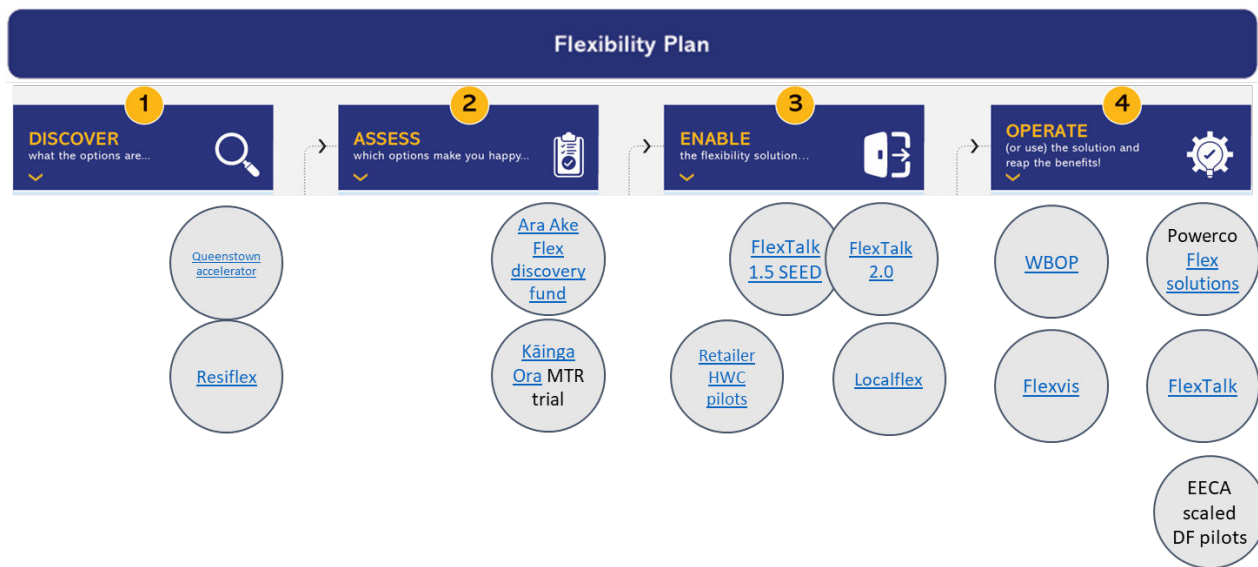 Flexibility Plan
1
DISCOVER
what the options are...
2
ASSESS
which options make you happy...
3
ENABLE
the flexibility solution...
4
OPERATE
(or use) the solution and
reap the benefits!
Queenstown
accelerator
Resiflex
Ara Ake
Flex
discovery
fund
Kāinga
Ora MTR
trial
FlexTalk
1.5 SEED
FlexTalk
2.0
Retailer
HWC
pilots
Localflex
WBOP
Powerco
Flex
solutions
Flexvis
FlexTalk
EECA
scaled
DF pilots